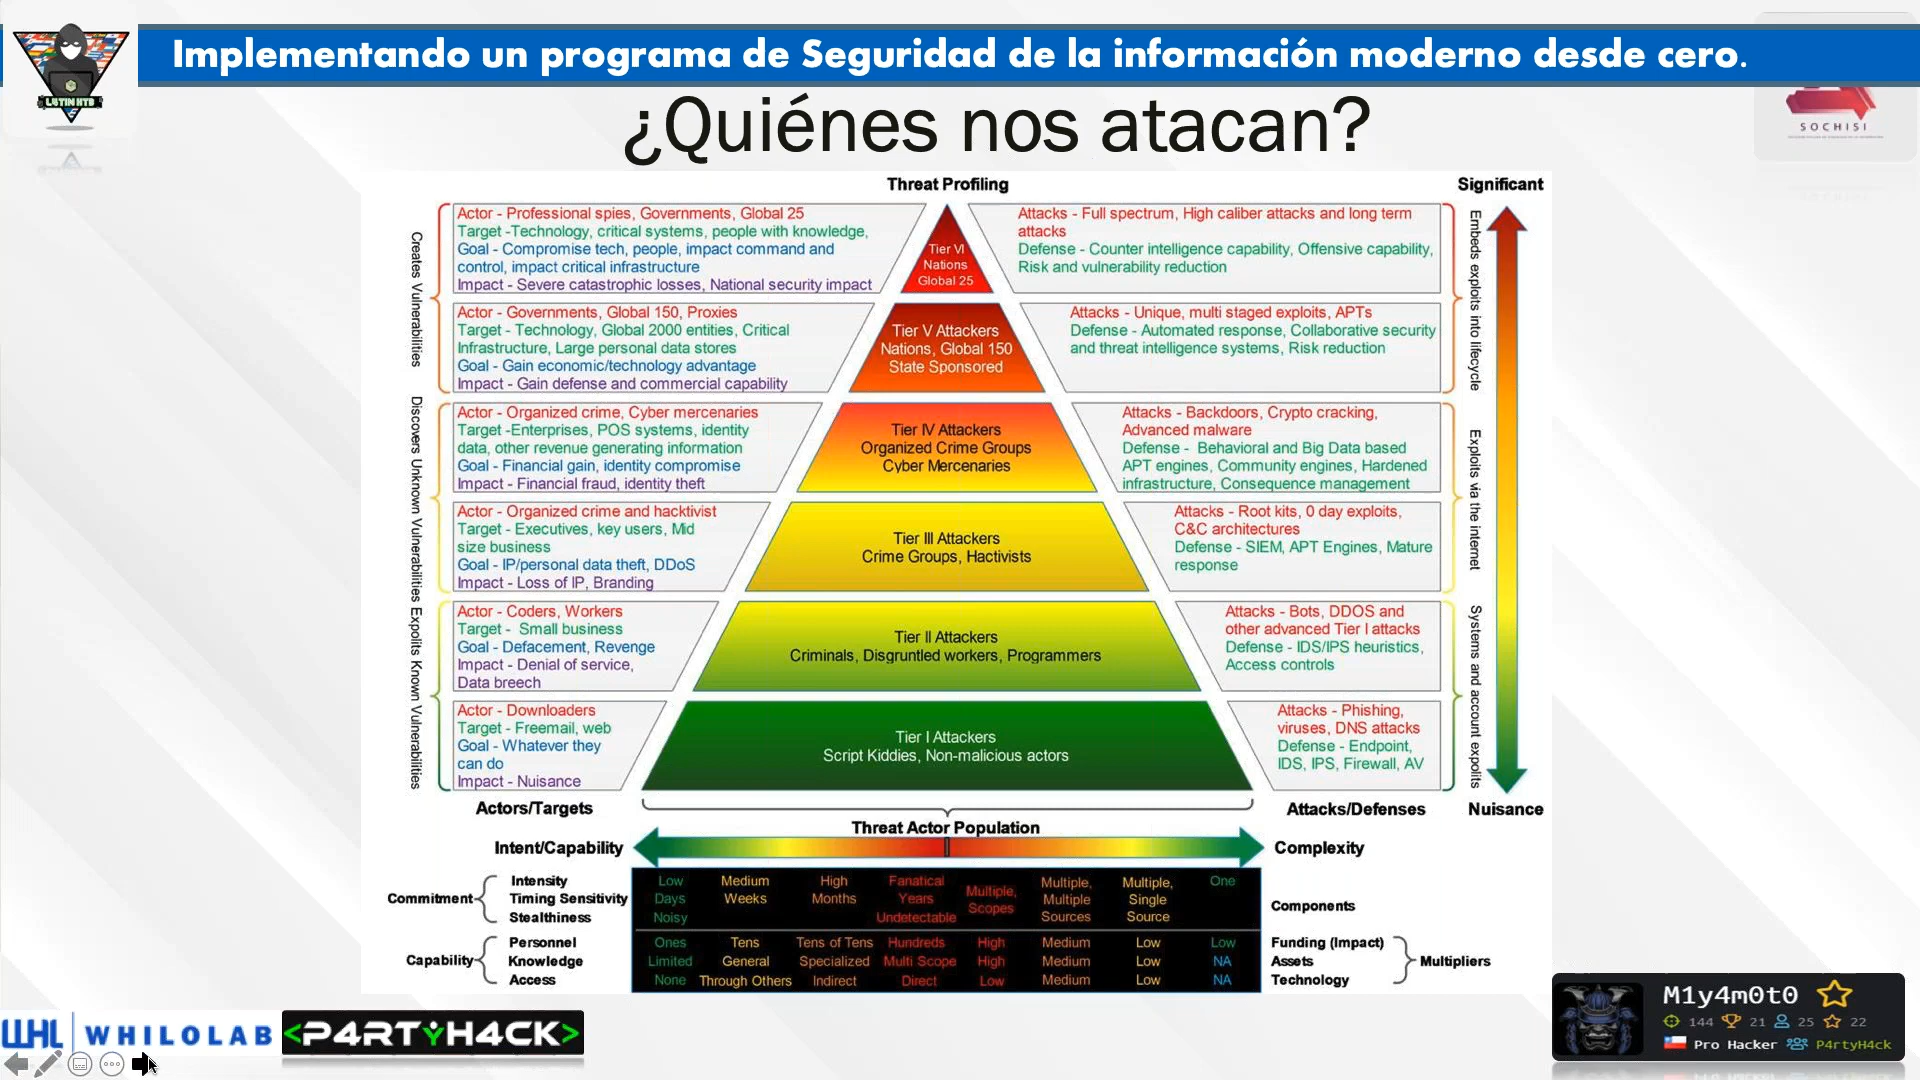 Implementando un programa de Seguridad de la información moderno desde cero.
L4TIN HTB
SOCHISI
¿Quiénes nos atacan?
Threat Profiling
Significant
Creates Vulnerabilities
Actor - Professional spies, Governments, Global 25
Target -Technology, critical systems, people with knowledge,
Goal - Compromise tech, people, impact command and
control, impact critical infrastructure
Impact - Severe catastrophic losses, National security impact
Tier VI
Nations
Global 25
Attacks - Full spectrum, High caliber attacks and long term
attacks
Defense - Counter intelligence capability, Offensive capability,
Risk and vulnerability reduction
Embeds exploits into lifecycle
Actor - Governments, Global 150, Proxies
Target - Technology, Global 2000 entities, Critical
Infrastructure, Large personal data stores
Goal - Gain economic/technology advantage
Impact - Gain defense and commercial capability
Tier V Attackers
Nations, Global 150
State Sponsored
Attacks - Unique, multi staged exploits, APTs
Defense - Automated response, Collaborative security
and threat intelligence systems, Risk reduction
Discovers Unknown Vulnerabilities
Actor - Organized crime, Cyber mercenaries
Target -Enterprises, POS systems, identity
data, other revenue generating information
Goal - Financial gain, identity compromise
Impact - Financial fraud, identity theft
Tier IV Attackers
Organized Crime Groups
Cyber Mercenaries
Attacks - Backdoors, Crypto cracking,
Advanced malware
Defense - Behavioral and Big Data based
APT engines, Community engines, Hardened
infrastructure, Consequence management
Exploits via the internet
Actor - Organized crime and hacktivist
Target - Executives, key users, Mid
size business
Goal - IP/personal data theft, DDoS
Impact - Loss of IP, Branding
Tier III Attackers
Crime Groups, Hactivists
Attacks - Root kits, 0 day exploits,
C&C architectures
Defense - SIEM, APT Engines, Mature
response
Expolits Known Vulnerabilities
Actor - Coders, Workers
Target - Small business
Goal - Defacement, Revenge
Impact - Denial of service,
Data breech
Tier II Attackers
Criminals, Disgruntled workers, Programmers
Attacks - Bots, DDOS and
other advanced Tier I attacks
Defense - IDS/IPS heuristics,
Access controls
Systems and account expolits
Actor - Downloaders
Target - Freemail, web
Goal - Whatever they
can do
Impact - Nuisance
Tier I Attackers
Script Kiddies, Non-malicious actors
Attacks - Phishing,
viruses, DNS attacks
Defense - Endpoint,
IDS, IPS, Firewall, AV
Actors/Targets
Attacks/Defenses
Nuisance
Threat Actor Population
Intent/Capability
Complexity
Commitment
Intensity
Timing Sensitivity
Stealthiness
Low Medium High Fanatical Multiple, Scopes Multiple, Multiple, One
Days Weeks Months Years Multiple Single
Noisy Undetectable Sources Source
Components
Capability
Personnel
Knowledge
Access
Ones Tens Tens of Tens Hundreds High Medium Low Low
Limited General Specialized Multi Scope High Medium Low NA
None Through Others Indirect Direct Low Medium Low NA
Funding (Impact)
Assets
Technology
Multipliers
WHL WHILOLAB
<P4RTYH4CK>
M1y4m0t0
144 21 25 22
Pro Hacker P4rtyH4ck